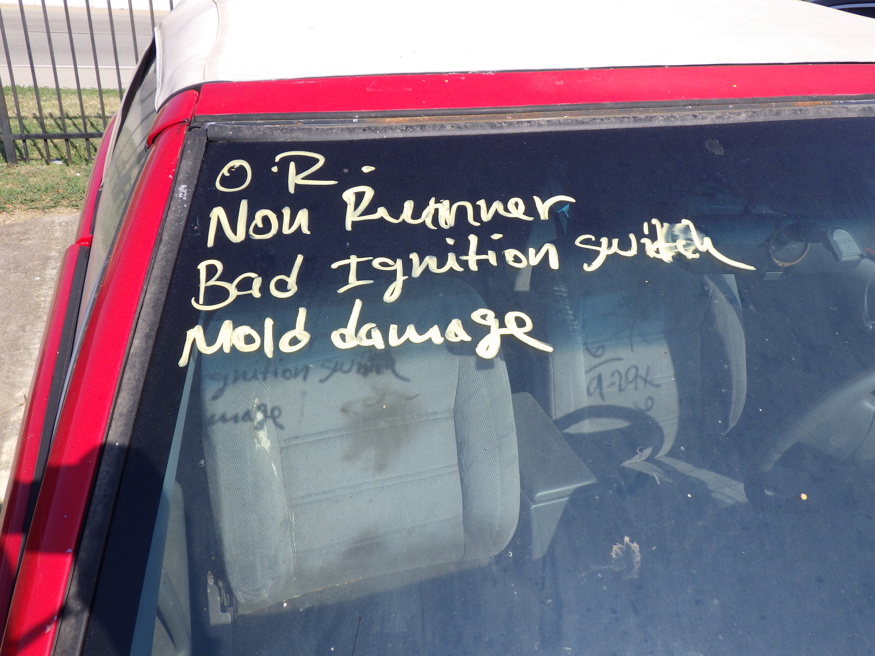 O.R.
Non Runner
Bad Ignition switch
Mold damage